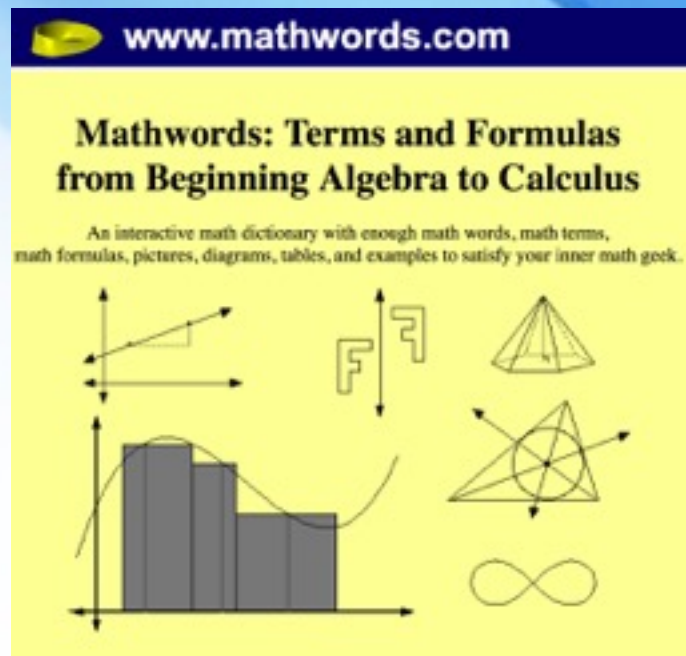 www.mathwords.com
Mathwords: Terms and Formulas
from Beginning Algebra to Calculus
An interactive math dictionary with enough math words, math terms,
math formulas, pictures, diagrams, tables, and examples to satisfy your inner math geek.
F